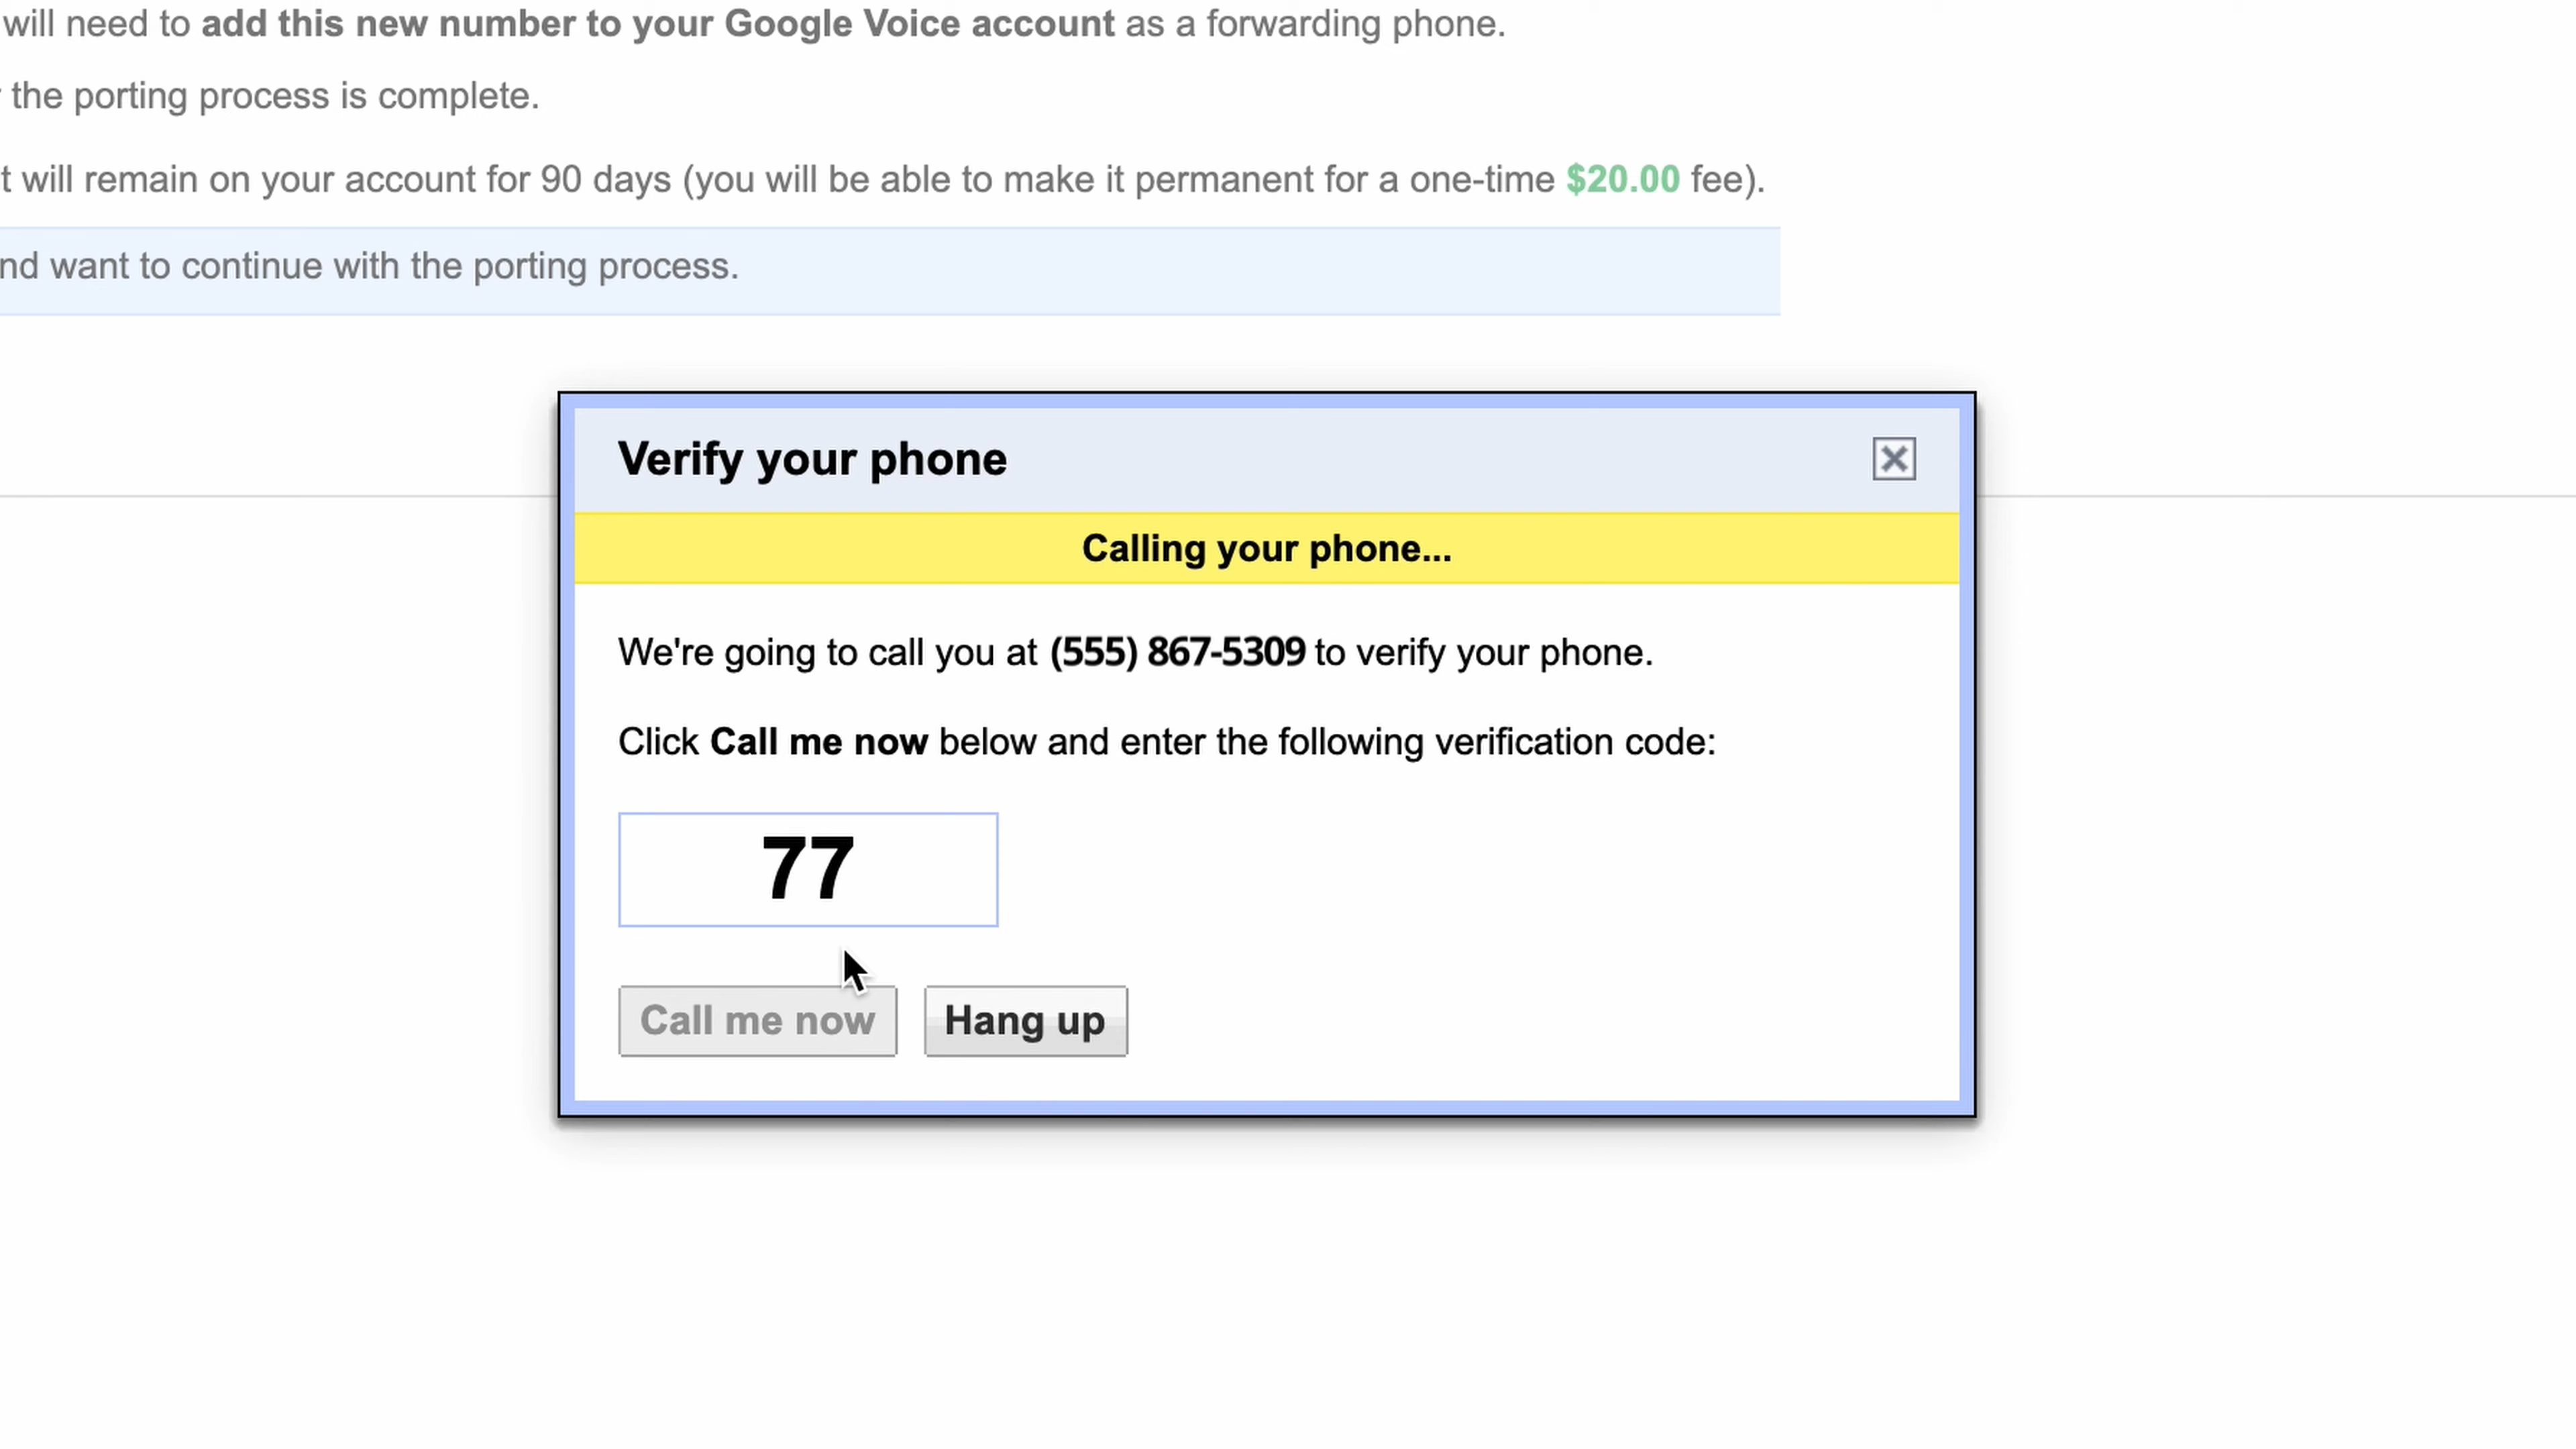 will need to add this new number to your Google Voice account as a forwarding phone.
the porting process is complete.
t will remain on your account for 90 days (you will be able to make it permanent for a one-time $20.00 fee).
nd want to continue with the porting process.
Verify your phone
Calling your phone...
We're going to call you at (555) 867-5309 to verify your phone.
Click Call me now below and enter the following verification code:
77
Call me now Hang up